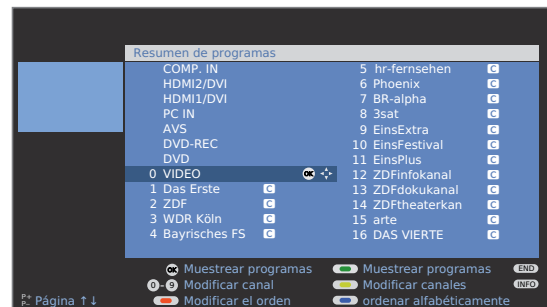 Resumen de programas
COMP. IN
HDMI2/DVI
HDMI1/DVI
PC IN
AVS
DVD-REC
DVD
0 VIDEO OK
1 Das Erste C
2 ZDF C
3 WDR Köln C
4 Bayrisches FS C
5 hr-fernsehen C
6 Phoenix C
7 BR-alpha C
8 3sat C
9 EinsExtra C
10 EinsFestival C
11 EinsPlus C
12 ZDFinfokanal C
13 ZDFdokukanal C
14 ZDFtheaterkan C
15 arte C
16 DAS VIERTE C
OK Muestrear programas
0-9 Modificar canal
Modificar el orden
Muestrear programas END
Modificar canales INFO
ordenar alfabéticamente
P+ P- Página ↑↓